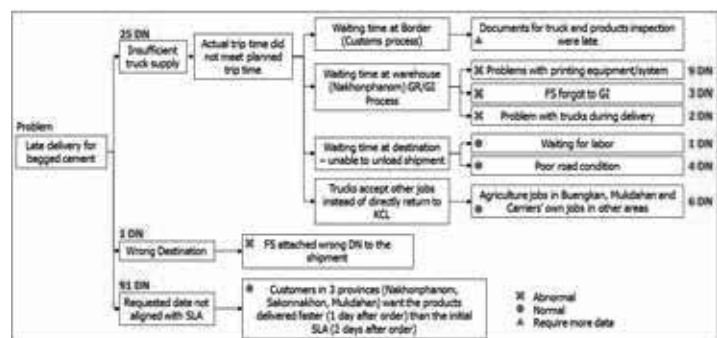 25 DN
Insufficient
truck supply
Actual trip time did
not meet planned
trip time
Waiting time at Border
(Customs process)
Documents for truck and products inspection
were late.
Waiting time at warehouse
(Nakhonphanom) GR/GI
Process
Problems with printing equipment/system
9 DN
FS forgot to GI
3 DN
Problem with trucks during delivery
2 DN
Problem
Late delivery for
bagged cement
Waiting time at destination
– unable to unload shipment
Waiting for labor
1 DN
Poor road condition
4 DN
Trucks accept other jobs
instead of directly return to
KCL
Agriculture jobs in Buengkan, Mukdahan and
Carriers' own jobs in other areas
6 DN
1 DN
Wrong Destination
FS attached wrong DN to the
shipment
91 DN
Requested date not
aligned with SLA
Customers in 3 provinces (Nakhonphanom,
Sakonnakhon, Mukdahan) want the products
delivered faster (1 day after order) than the initial
SLA (2 days after order)
Abnormal
Normal
Require more data